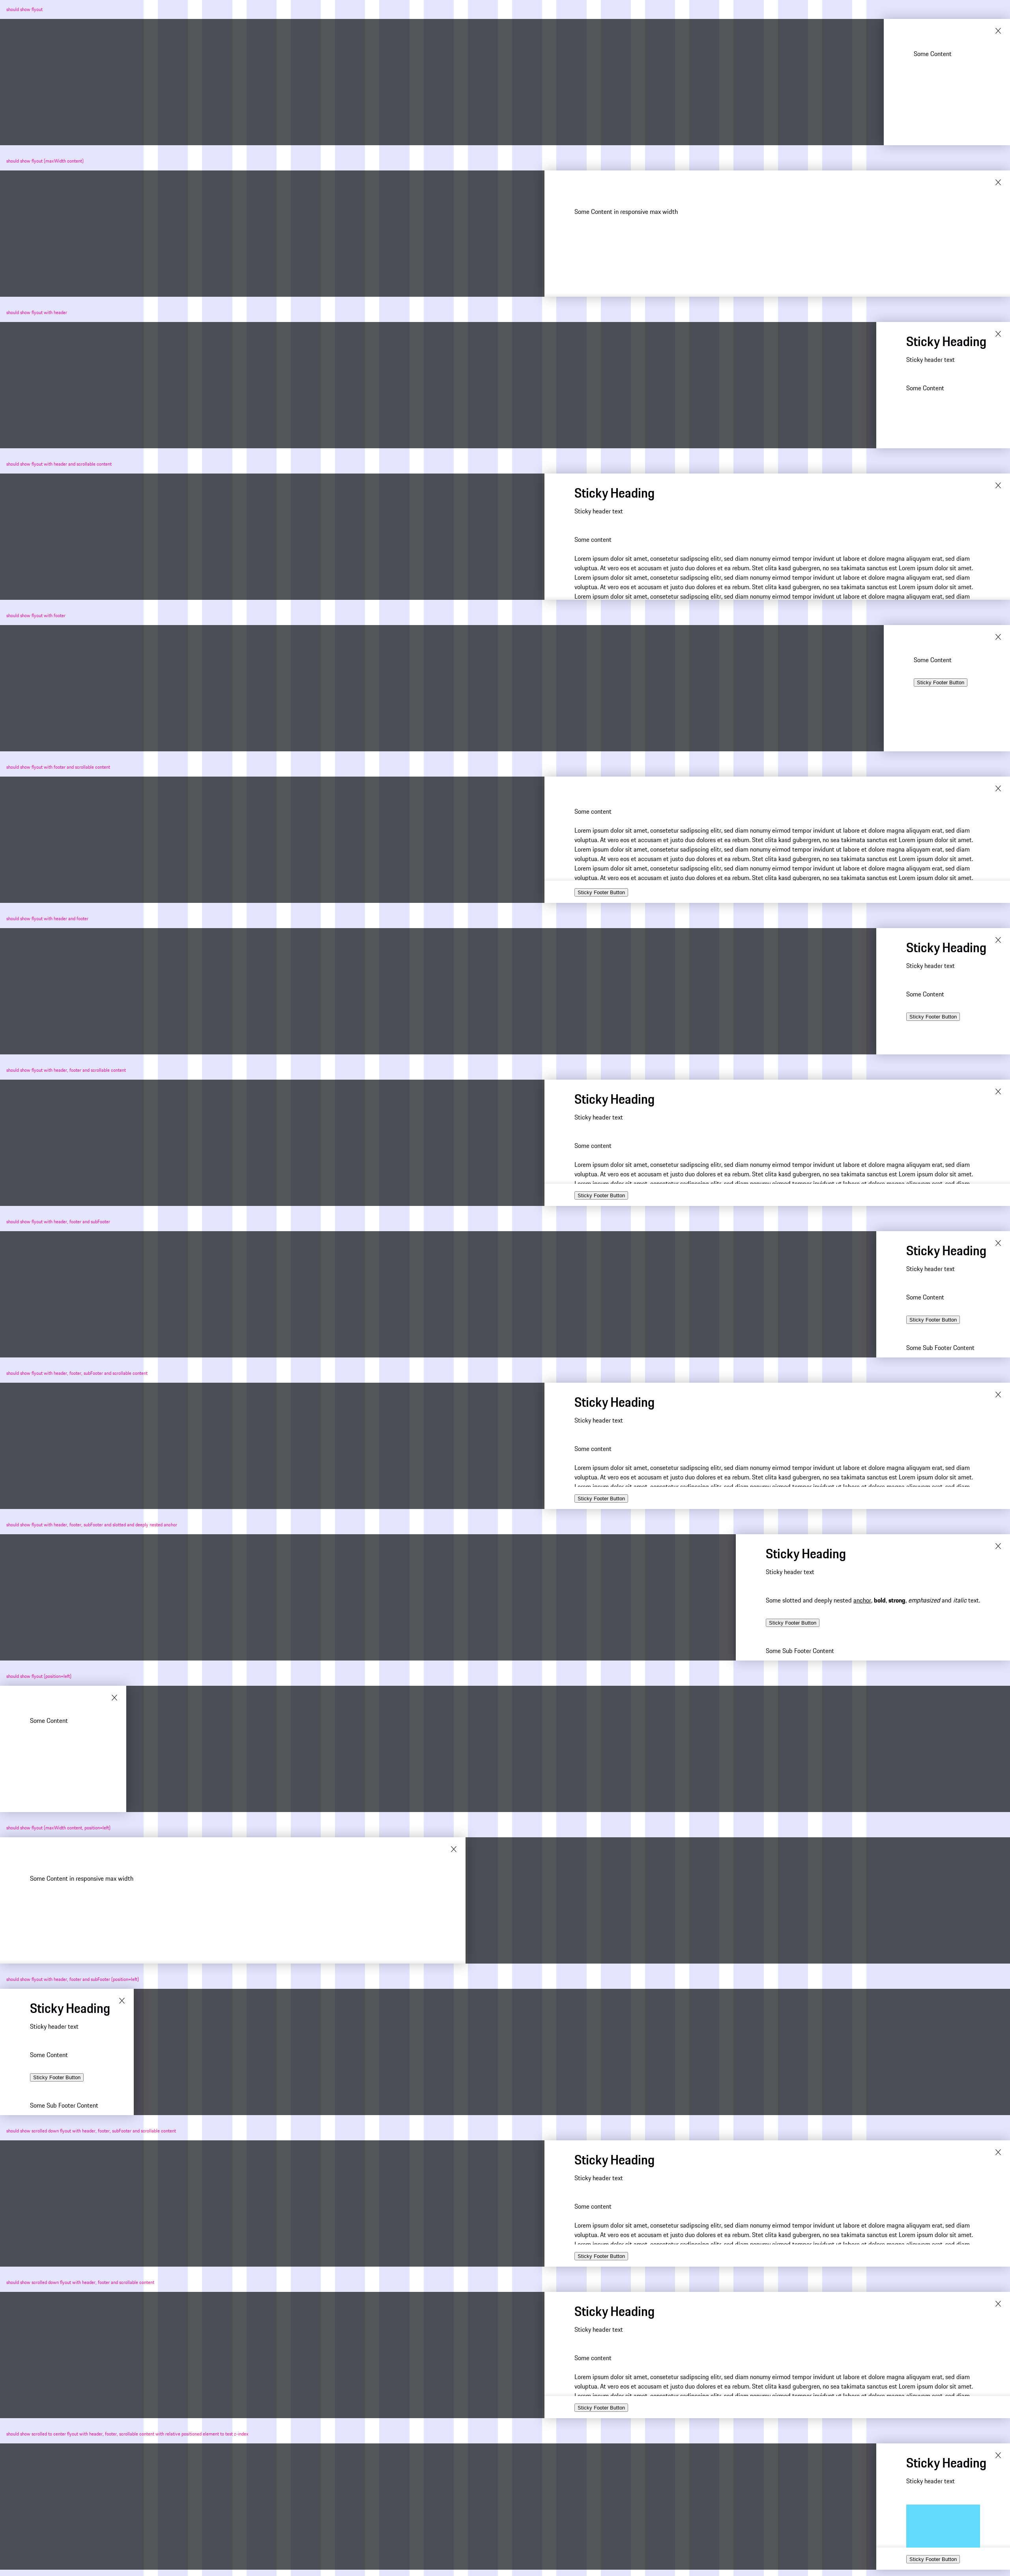 should show flyout
Some Content
should show flyout (maxWidth content)
Some Content in responsive max width
should show flyout with header
Sticky Heading
Sticky header text
Some Content
should show flyout with header and scrollable content
Sticky Heading
Sticky header text
Some content
Lorem ipsum dolor sit amet, consetetur sadipscing elitr, sed diam nonumy eirmod tempor invidunt ut labore et dolore magna aliquyam erat, sed diam
voluptua. At vero eos et accusam et justo duo dolores et ea rebum. Stet clita kasd gubergren, no sea takimata sanctus est Lorem ipsum dolor sit amet.
Lorem ipsum dolor sit amet, consetetur sadipscing elitr, sed diam nonumy eirmod tempor invidunt ut labore et dolore magna aliquyam erat, sed diam
voluptua. At vero eos et accusam et justo duo dolores et ea rebum. Stet clita kasd gubergren, no sea takimata sanctus est Lorem ipsum dolor sit amet.
Lorem ipsum dolor sit amet, consetetur sadipscing elitr, sed diam nonumy eirmod tempor invidunt ut labore et dolore magna aliquyam erat, sed diam
should show flyout with footer
Some Content
Sticky Footer Button
should show flyout with footer and scrollable content
Some content
Lorem ipsum dolor sit amet, consetetur sadipscing elitr, sed diam nonumy eirmod tempor invidunt ut labore et dolore magna aliquyam erat, sed diam
voluptua. At vero eos et accusam et justo duo dolores et ea rebum. Stet clita kasd gubergren, no sea takimata sanctus est Lorem ipsum dolor sit amet.
Lorem ipsum dolor sit amet, consetetur sadipscing elitr, sed diam nonumy eirmod tempor invidunt ut labore et dolore magna aliquyam erat, sed diam
voluptua. At vero eos et accusam et justo duo dolores et ea rebum. Stet clita kasd gubergren, no sea takimata sanctus est Lorem ipsum dolor sit amet.
Lorem ipsum dolor sit amet, consetetur sadipscing elitr, sed diam nonumy eirmod tempor invidunt ut labore et dolore magna aliquyam erat, sed diam
voluptua. At vero eos et accusam et justo duo dolores et ea rebum. Stet clita kasd gubergren, no sea takimata sanctus est Lorem ipsum dolor sit amet.
Sticky Footer Button
should show flyout with header and footer
Sticky Heading
Sticky header text
Some Content
Sticky Footer Button
should show flyout with header, footer and scrollable content
Sticky Heading
Sticky header text
Some content
Lorem ipsum dolor sit amet, consetetur sadipscing elitr, sed diam nonumy eirmod tempor invidunt ut labore et dolore magna aliquyam erat, sed diam
voluptua. At vero eos et accusam et justo duo dolores et ea rebum. Stet clita kasd gubergren, no sea takimata sanctus est Lorem ipsum dolor sit amet.
Sticky Footer Button
should show flyout with header, footer and subFooter
Sticky Heading
Sticky header text
Some Content
Sticky Footer Button
Some Sub Footer Content
should show flyout with header, footer, subFooter and scrollable content
Sticky Heading
Sticky header text
Some content
Lorem ipsum dolor sit amet, consetetur sadipscing elitr, sed diam nonumy eirmod tempor invidunt ut labore et dolore magna aliquyam erat, sed diam
voluptua. At vero eos et accusam et justo duo dolores et ea rebum. Stet clita kasd gubergren, no sea takimata sanctus est Lorem ipsum dolor sit amet.
Sticky Footer Button
should show flyout with header, footer, subFooter and slotted and deeply nested anchor
Sticky Heading
Sticky header text
Some slotted and deeply nested anchor, bold, strong, emphasized and italic text.
Sticky Footer Button
Some Sub Footer Content
should show flyout (position=left)
Some Content
should show flyout (maxWidth content, position=left)
Some Content in responsive max width
should show flyout with header, footer and subFooter (position=left)
Sticky Heading
Sticky header text
Some Content
Sticky Footer Button
Some Sub Footer Content
should show scrolled down flyout with header, footer, subFooter and scrollable content
Sticky Heading
Sticky header text
Some content
Lorem ipsum dolor sit amet, consetetur sadipscing elitr, sed diam nonumy eirmod tempor invidunt ut labore et dolore magna aliquyam erat, sed diam
voluptua. At vero eos et accusam et justo duo dolores et ea rebum. Stet clita kasd gubergren, no sea takimata sanctus est Lorem ipsum dolor sit amet.
Sticky Footer Button
should show scrolled down flyout with header, footer and scrollable content
Sticky Heading
Sticky header text
Some content
Lorem ipsum dolor sit amet, consetetur sadipscing elitr, sed diam nonumy eirmod tempor invidunt ut labore et dolore magna aliquyam erat, sed diam
voluptua. At vero eos et accusam et justo duo dolores et ea rebum. Stet clita kasd gubergren, no sea takimata sanctus est Lorem ipsum dolor sit amet.
Sticky Footer Button
should show scrolled to center flyout with header, footer, scrollable content with relative positioned element to test z-index
Sticky Heading
Sticky header text
Sticky Footer Button